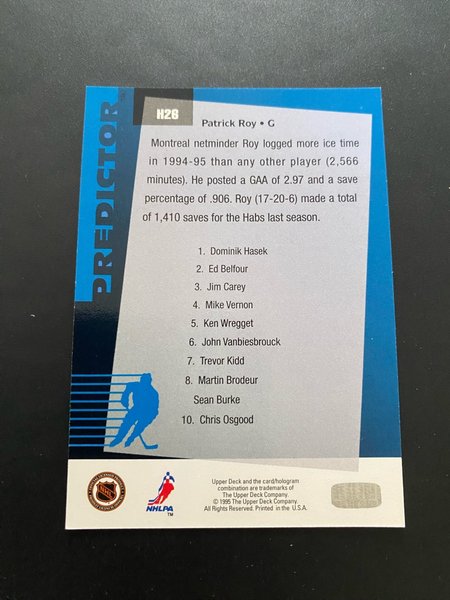 H26
PREDICTOR
Patrick Roy • G
Montreal netminder Roy logged more ice time
in 1994-95 than any other player (2,566
minutes). He posted a GAA of 2.97 and a save
percentage of .906. Roy (17-20-6) made a total
of 1,410 saves for the Habs last season.
1. Dominik Hasek
2. Ed Belfour
3. Jim Carey
4. Mike Vernon
5. Ken Wregget
6. John Vanbiesbrouck
7. Trevor Kidd
8. Martin Brodeur
Sean Burke
10. Chris Osgood
NHLPA
TM
Upper Deck and the card/hologram
combination are trademarks of
The Upper Deck Company.
© 1995 The Upper Deck Company.
All Rights Reserved. Printed in the U.S.A.